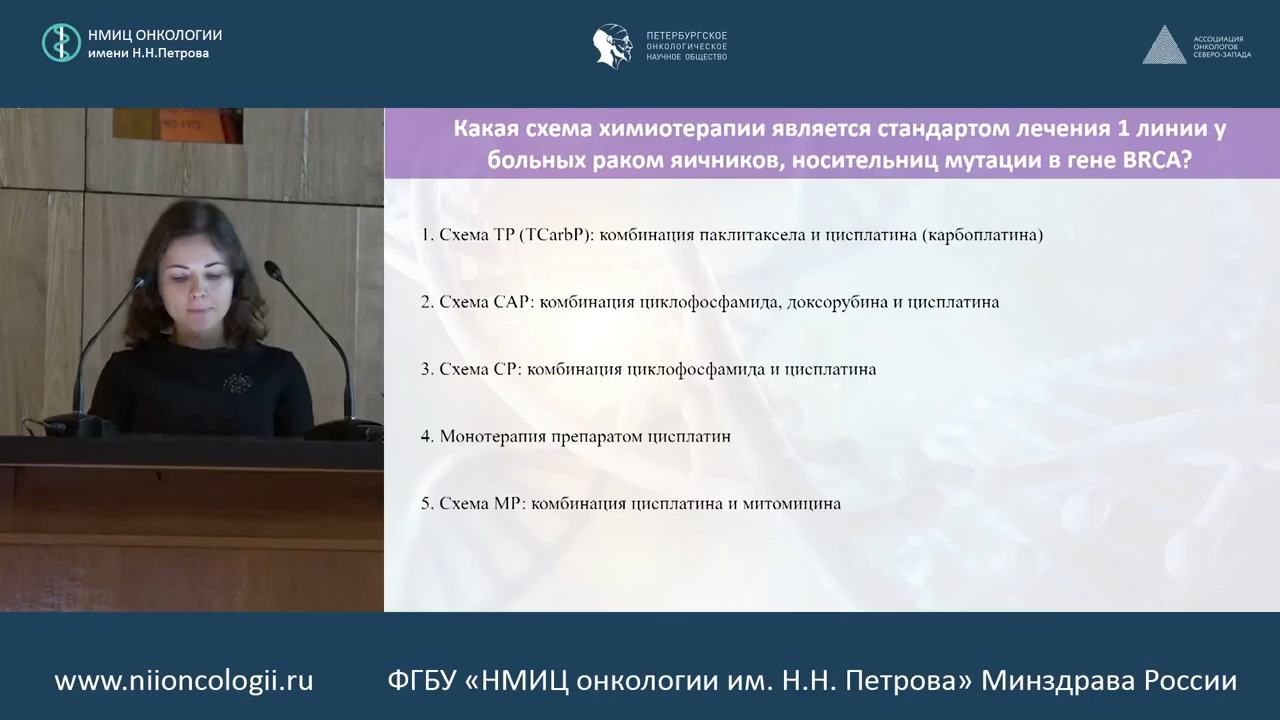 НМИЦ ОНКОЛОГИИ
имени Н.Н.Петрова
ПЕТЕРБУРГСКОЕ
ОНКОЛОГИЧЕСКОЕ
НАУЧНОЕ ОБЩЕСТВО
АССОЦИАЦИЯ
ОНКОЛОГОВ
СЕВЕРО-ЗАПАДА
Какая схема химиотерапии является стандартом лечения 1 линии у
больных раком яичников, носительниц мутации в гене BRCA?
1. Схема TP (TCarbP): комбинация паклитаксела и цисплатина (карбоплатина)
2. Схема CAP: комбинация циклофосфамида, доксорубина и цисплатина
3. Схема CP: комбинация циклофосфамида и цисплатина
4. Монотерапия препаратом цисплатин
5. Схема MP: комбинация цисплатина и митомицина
www.niioncologii.ru
ФГБУ «НМИЦ онкологии им. Н.Н. Петрова» Минздрава России